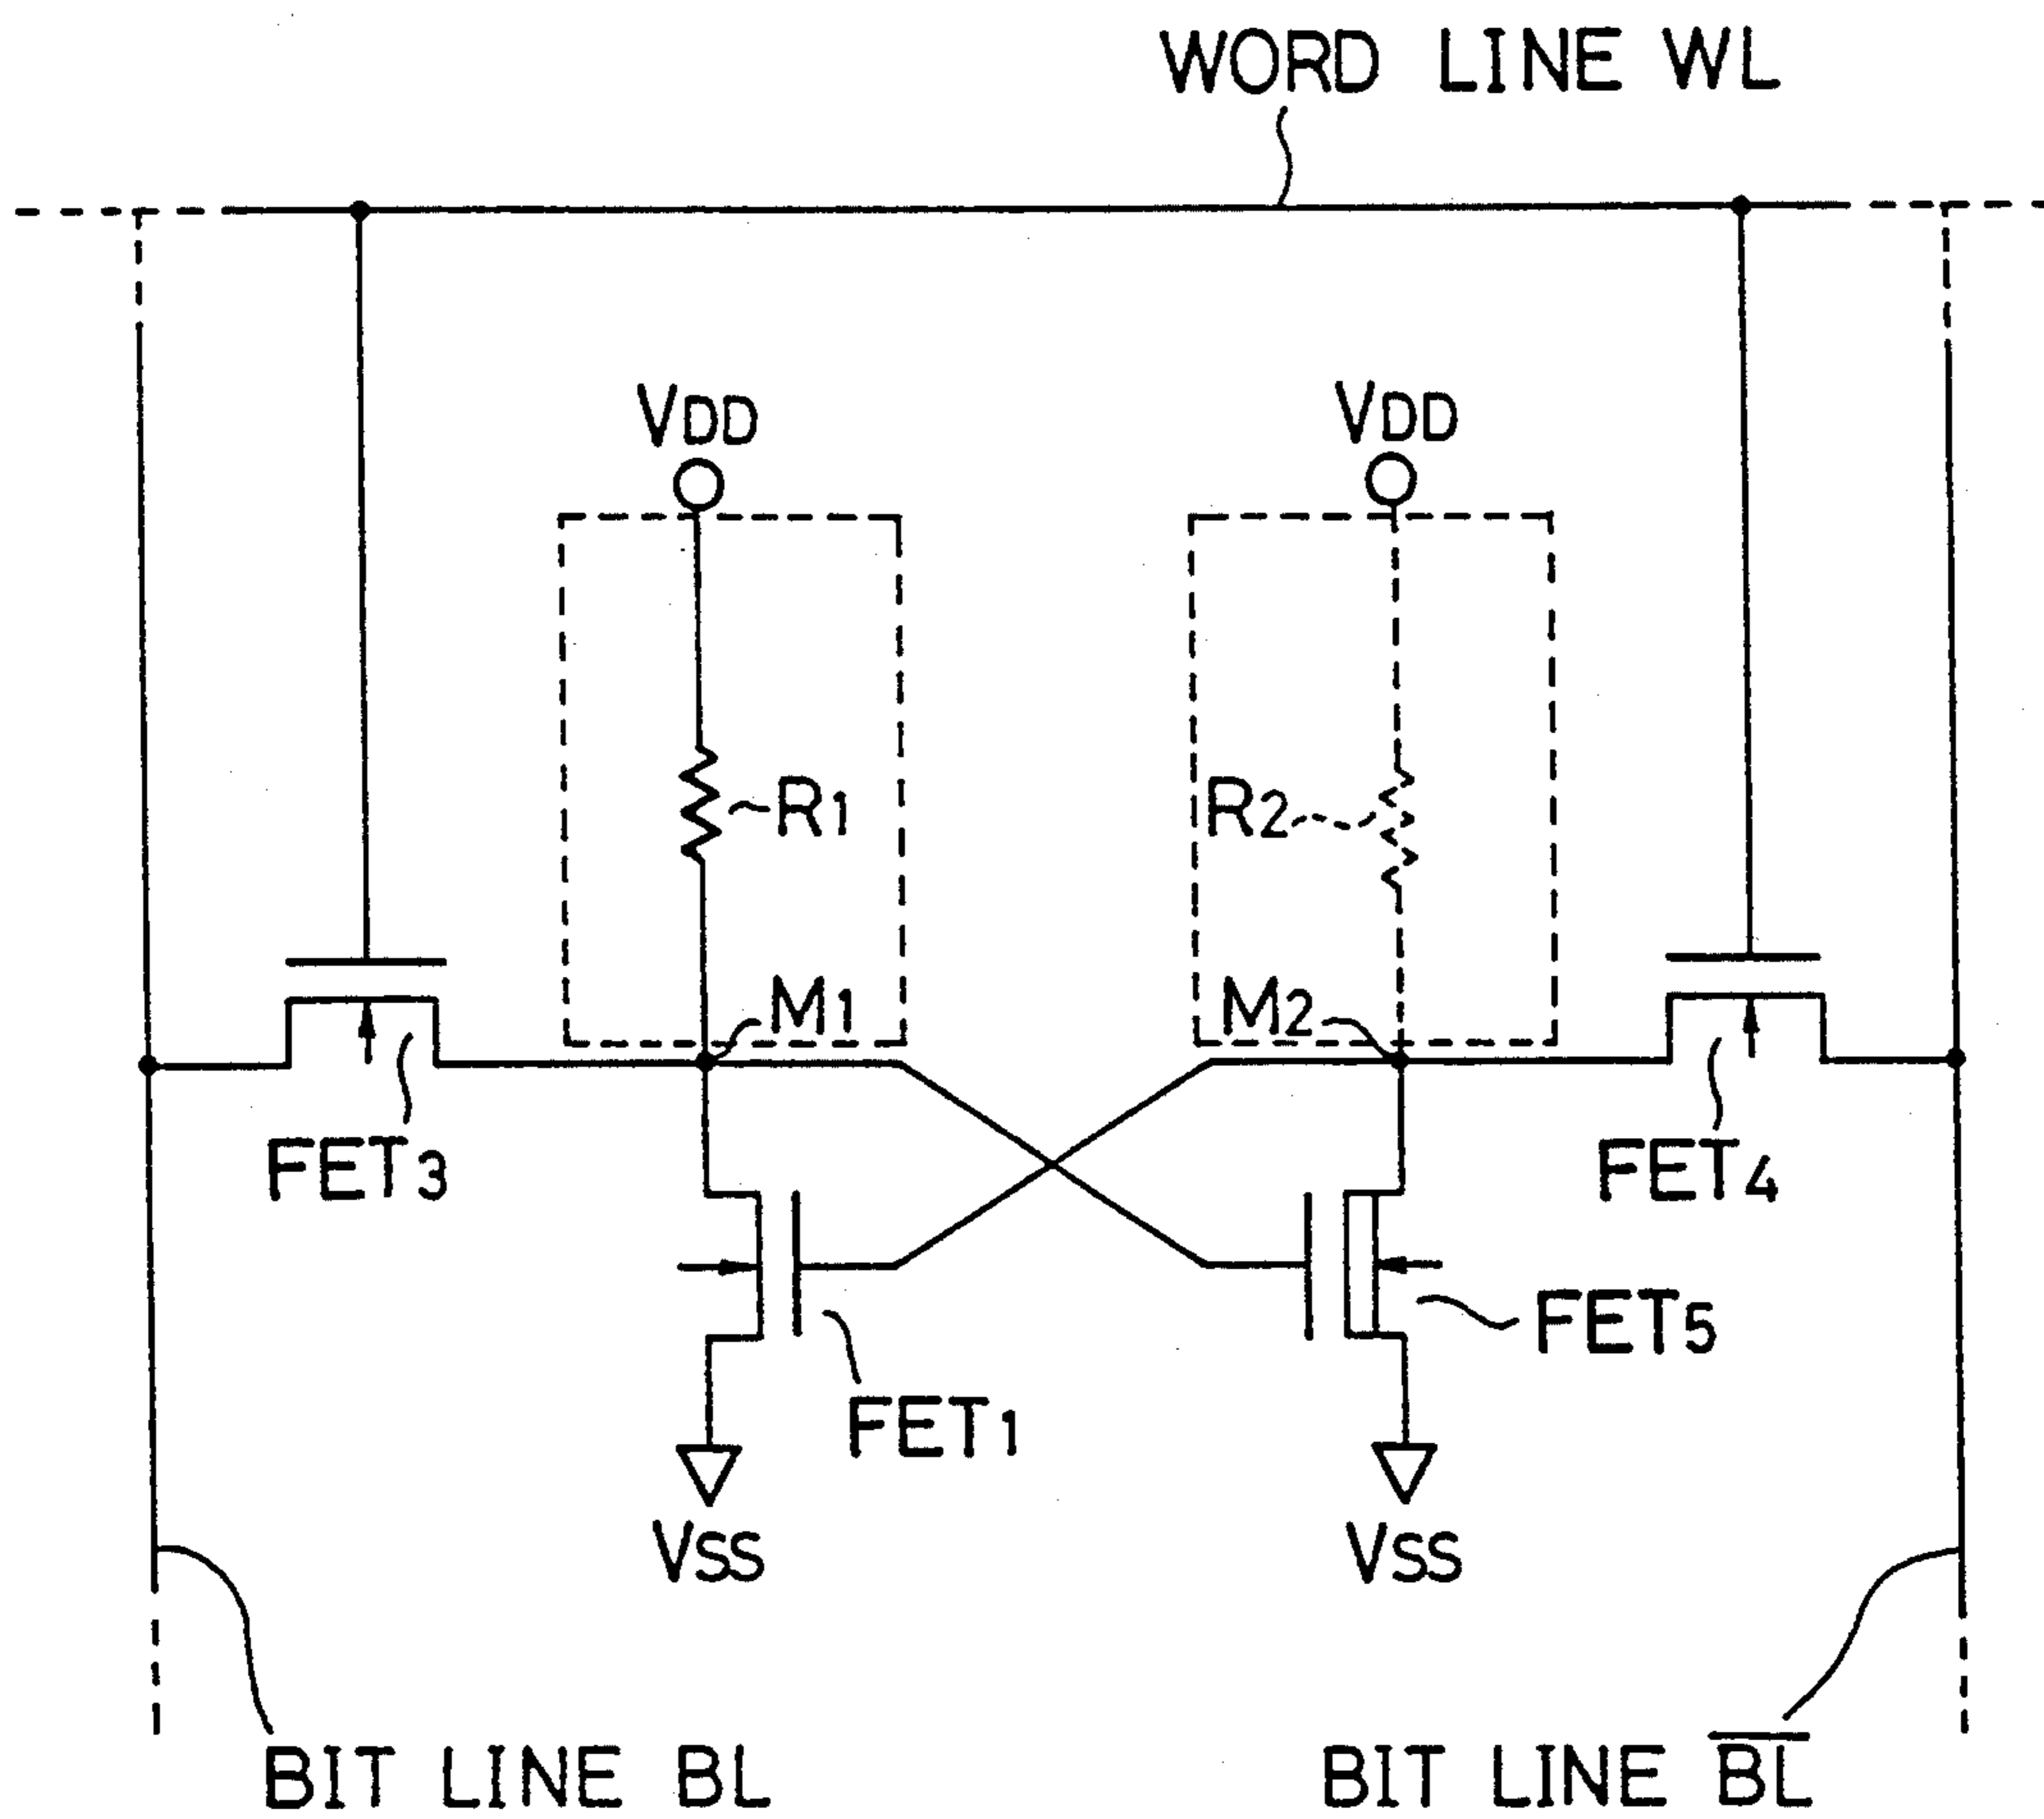 WORD LINE WL
VDD
VDD
R1
R2
M1
M2
FET3
FET4
FET5
FET1
VSS
VSS
BIT LINE BL
BIT LINE B̅L̅